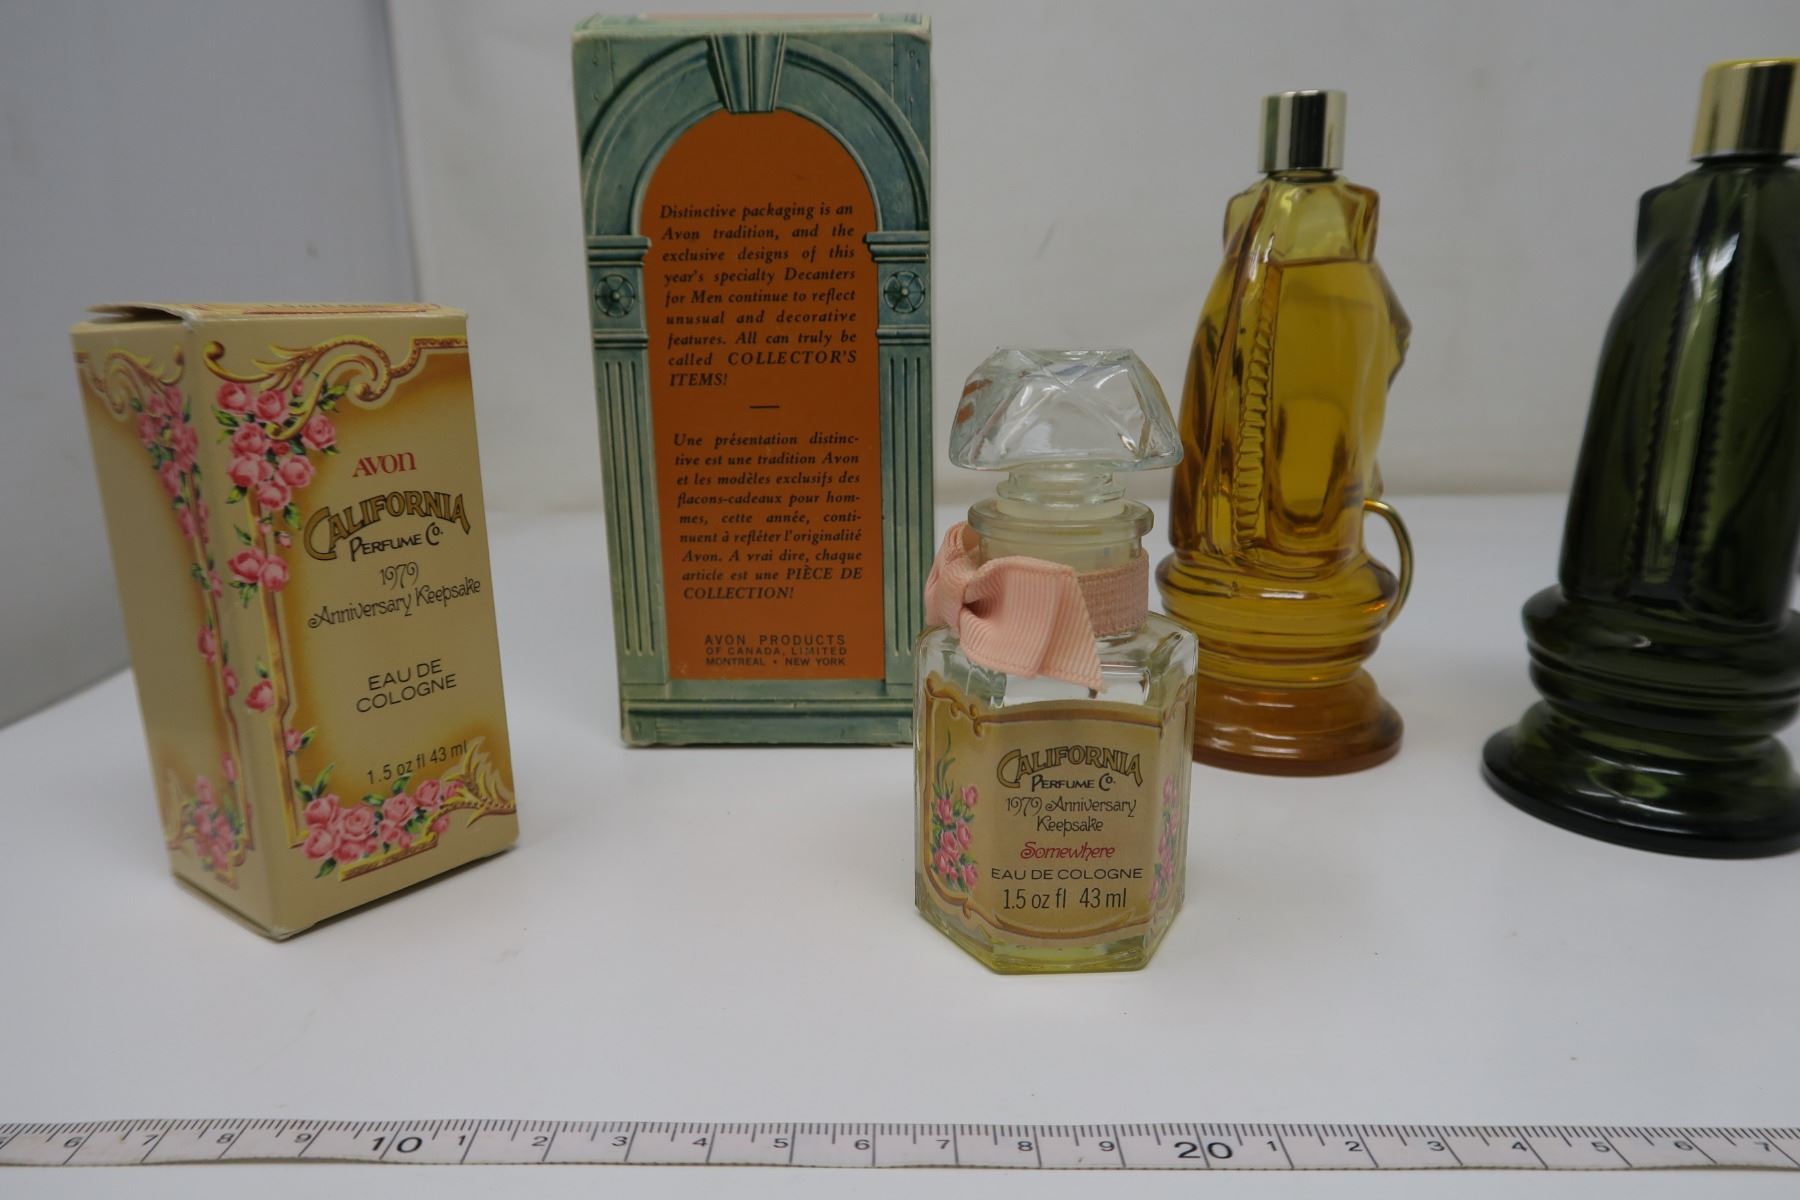 AVON
CALIFORNIA
PERFUME Co.
1979
Anniversary Keepsake
EAU DE
COLOGNE
1.5 oz fl 43 ml
Distinctive packaging is an
Avon tradition, and the
exclusive designs of this
year's specialty Decanters
for Men continue to reflect
unusual and decorative
features. All can truly be
called COLLECTOR'S
ITEMS!
Une présentation distinc-
tive est une tradition Avon
et les modèles exclusifs des
flacons-cadeaux pour hom-
mes, cette année, conti-
nuent à refléter l'originalité
Avon. A vrai dire, chaque
article est une PIÈCE DE
COLLECTION!
AVON PRODUCTS
OF CANADA, LIMITED
MONTREAL • NEW YORK
CALIFORNIA
PERFUME Co.
1979 Anniversary
Keepsake
Somewhere
EAU DE COLOGNE
1.5 oz fl 43 ml
6 7 8 9 10 1 2 3 4 5 6 7 8 9 20 1 2 3 4 5 6 7